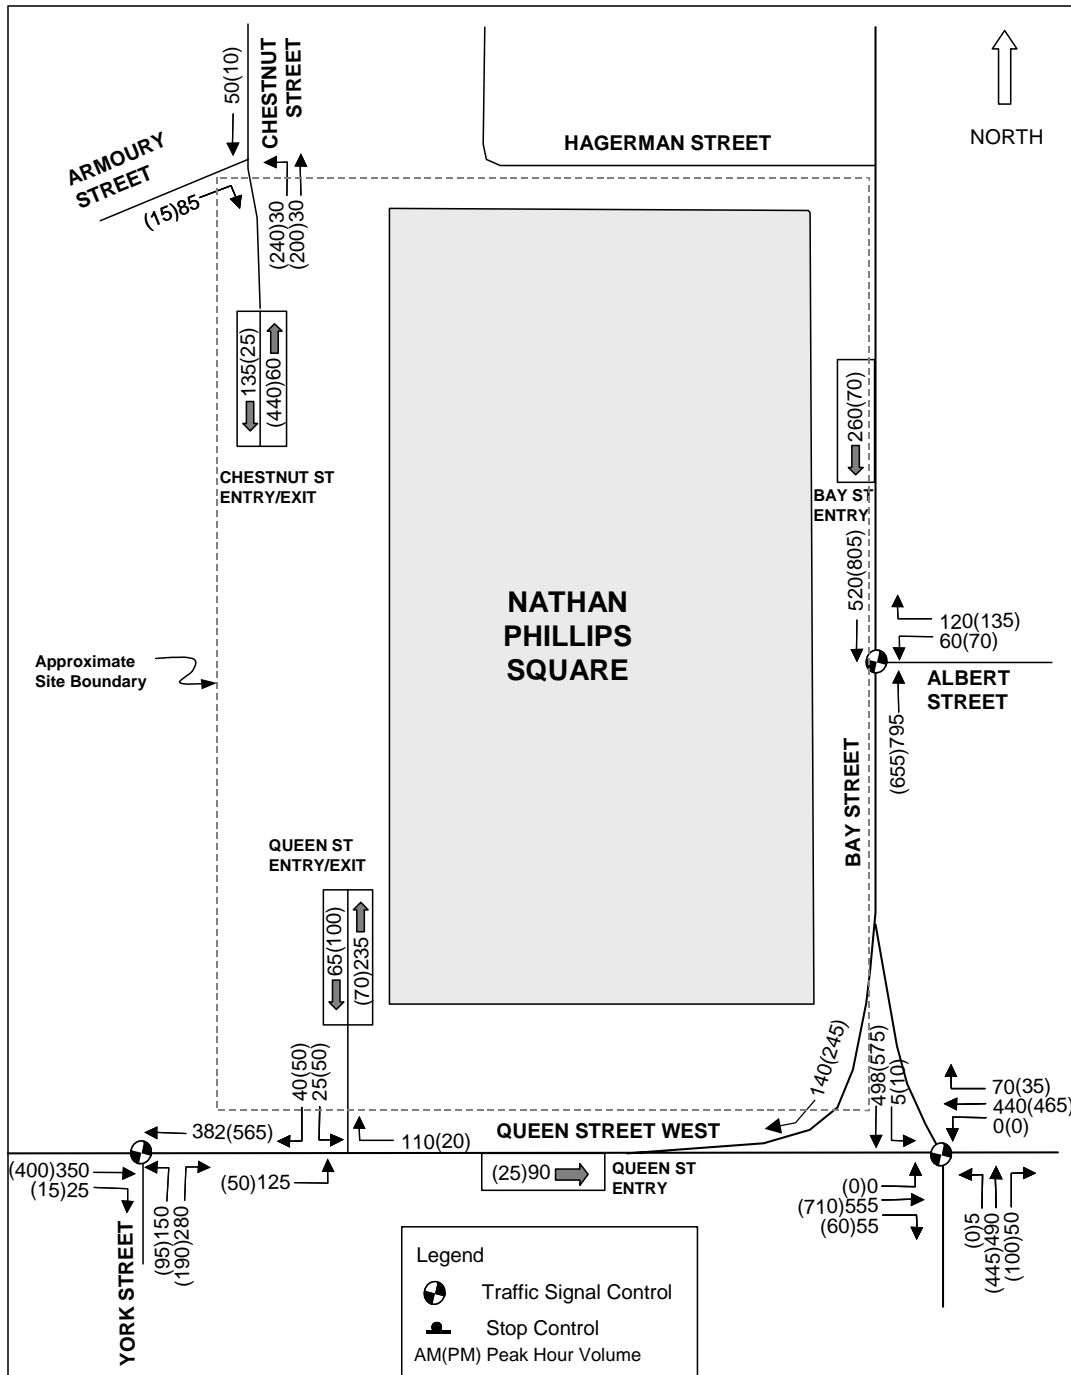 50(10)
CHESTNUT
STREET
HAGERMAN STREET
NORTH
ARMOURY
STREET
(15)85
(240)30
(200)30
135(25)
(440)60
260(70)
CHESTNUT ST
ENTRY/EXIT
BAY ST
ENTRY
520(805)
NATHAN
PHILLIPS
SQUARE
120(135)
60(70)
Approximate
Site Boundary
ALBERT
STREET
(655)795
BAY STREET
QUEEN ST
ENTRY/EXIT
65(100)
(70)235
40(50)
25(50)
140(245)
498(575)
5(10)
70(35)
440(465)
0(0)
382(565)
110(20)
QUEEN STREET WEST
(400)350
(15)25
(50)125
(25)90
QUEEN ST
ENTRY
(0)0
(710)555
(60)55
(0)5
(445)490
(100)50
YORK STREET
(95)150
(190)280
Legend
Traffic Signal Control
Stop Control
AM(PM) Peak Hour Volume